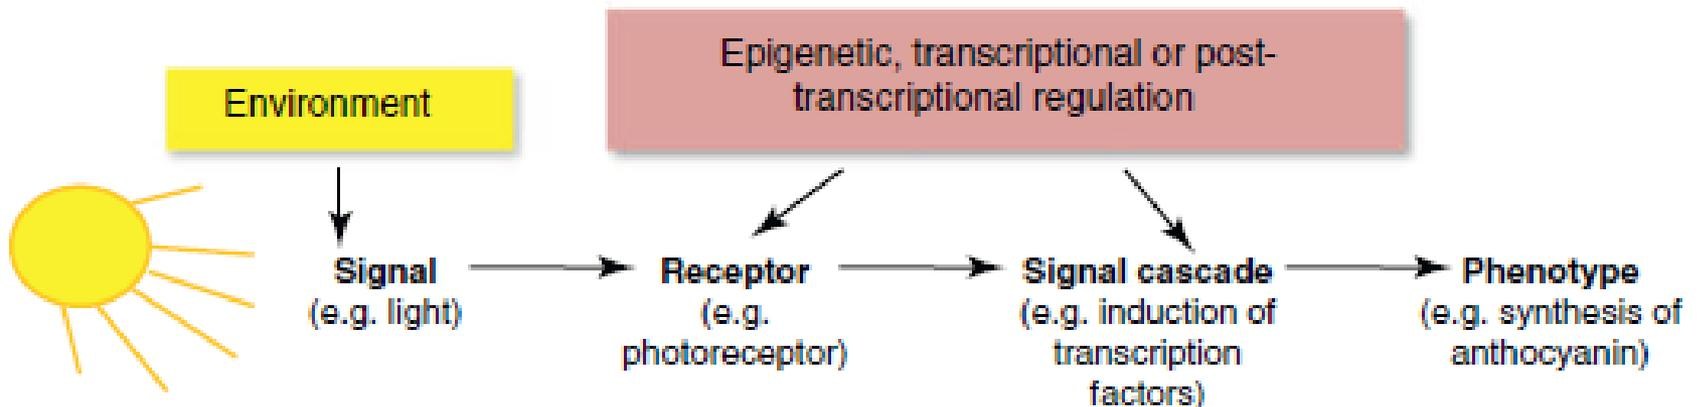 Environment
Epigenetic, transcriptional or post-
transcriptional regulation
Signal
(e.g. light)
Receptor
(e.g.
photoreceptor)
Signal cascade
(e.g. induction of
transcription
factors)
Phenotype
(e.g. synthesis of
anthocyanin)